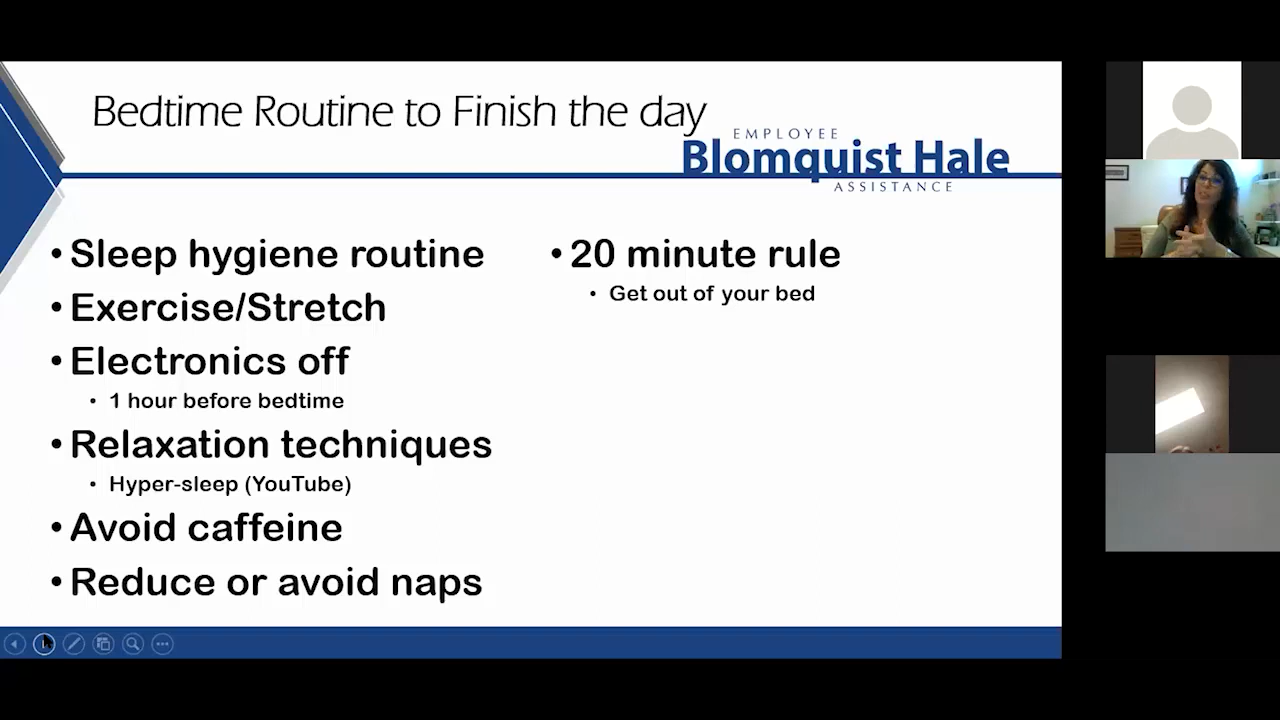 Bedtime Routine to Finish the day
EMPLOYEE
Blomquist Hale
ASSISTANCE
• Sleep hygiene routine
• Exercise/Stretch
• Electronics off
• 1 hour before bedtime
• Relaxation techniques
• Hyper-sleep (YouTube)
• Avoid caffeine
• Reduce or avoid naps
• 20 minute rule
• Get out of your bed